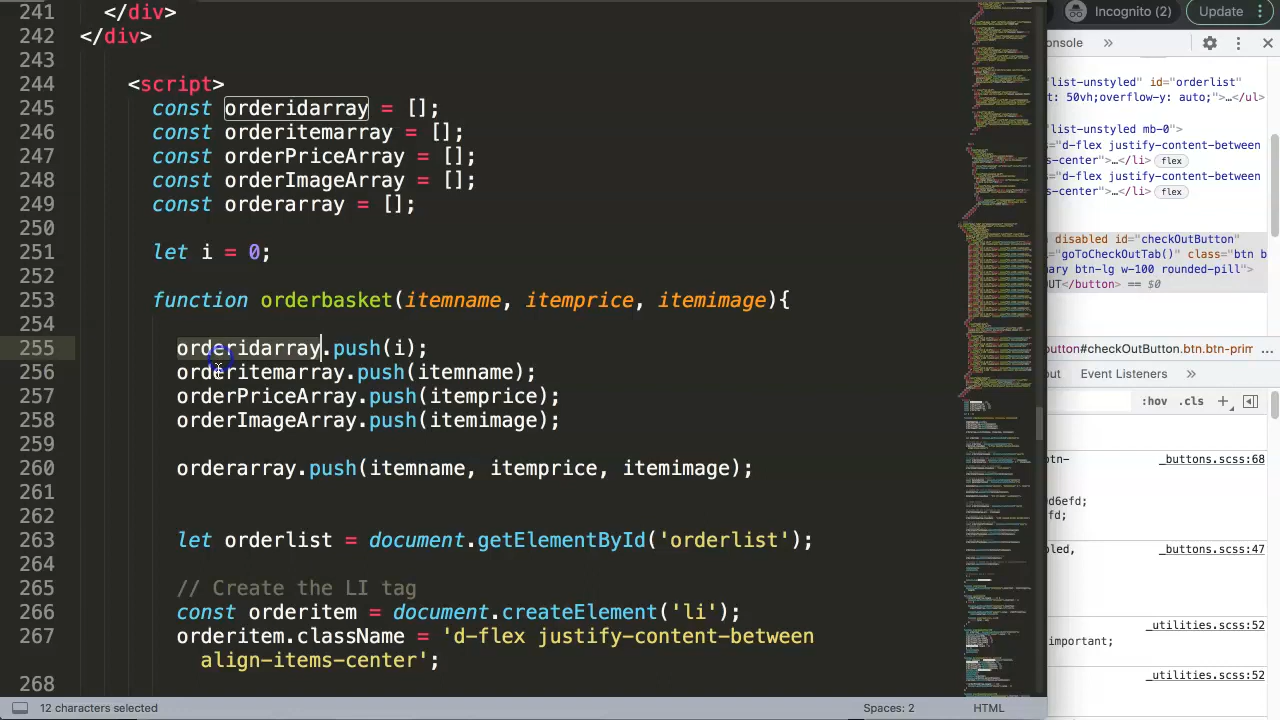 241 </div>
242 </div>
243
244 <script>
245 const orderidarray = [];
246 const orderitemarray = [];
247 const orderPriceArray = [];
248 const orderImageArray = [];
249 const orderarray = [];
250
251 let i = 0;
252
253 function orderbasket(itemname, itemprice, itemimage){
254
255 orderidarray.push(i);
256 orderitemarray.push(itemname);
257 orderPriceArray.push(itemprice);
258 orderImageArray.push(itemimage);
259
260 orderarray.push(itemname, itemprice, itemimage);
261
262
263 let orderlist = document.getElementById('orderlist');
264
265 // Create the LI tag
266 const orderitem = document.createElement('li');
267 orderitem.className = 'd-flex justify-content-between
align-items-center';
268
12 characters selected
Spaces: 2
HTML
Incognito
Update
onsole
"list-unstyled" id="orderlist"
t: 50vh;overflow-y:auto;">…</ul>
"list-unstyled mb-0">
="d-flex justify-content-between
s-center">…</li> flex
="d-flex justify-content-between
s-center">…</li>
n disabled id="checkOutButton"
"goToCheckOutTab()" class="btn b
ary btn-lg w-100 rounded-pill">
OUT</button> == $0
on#checkOutButton.btn.btn-p… …
out Event Listeners
:hov .cls
_buttons.scss:68
d6efd;
fd;
bled,
_buttons.scss:47
_utilities.scss:52
important;
_utilities.scss:52